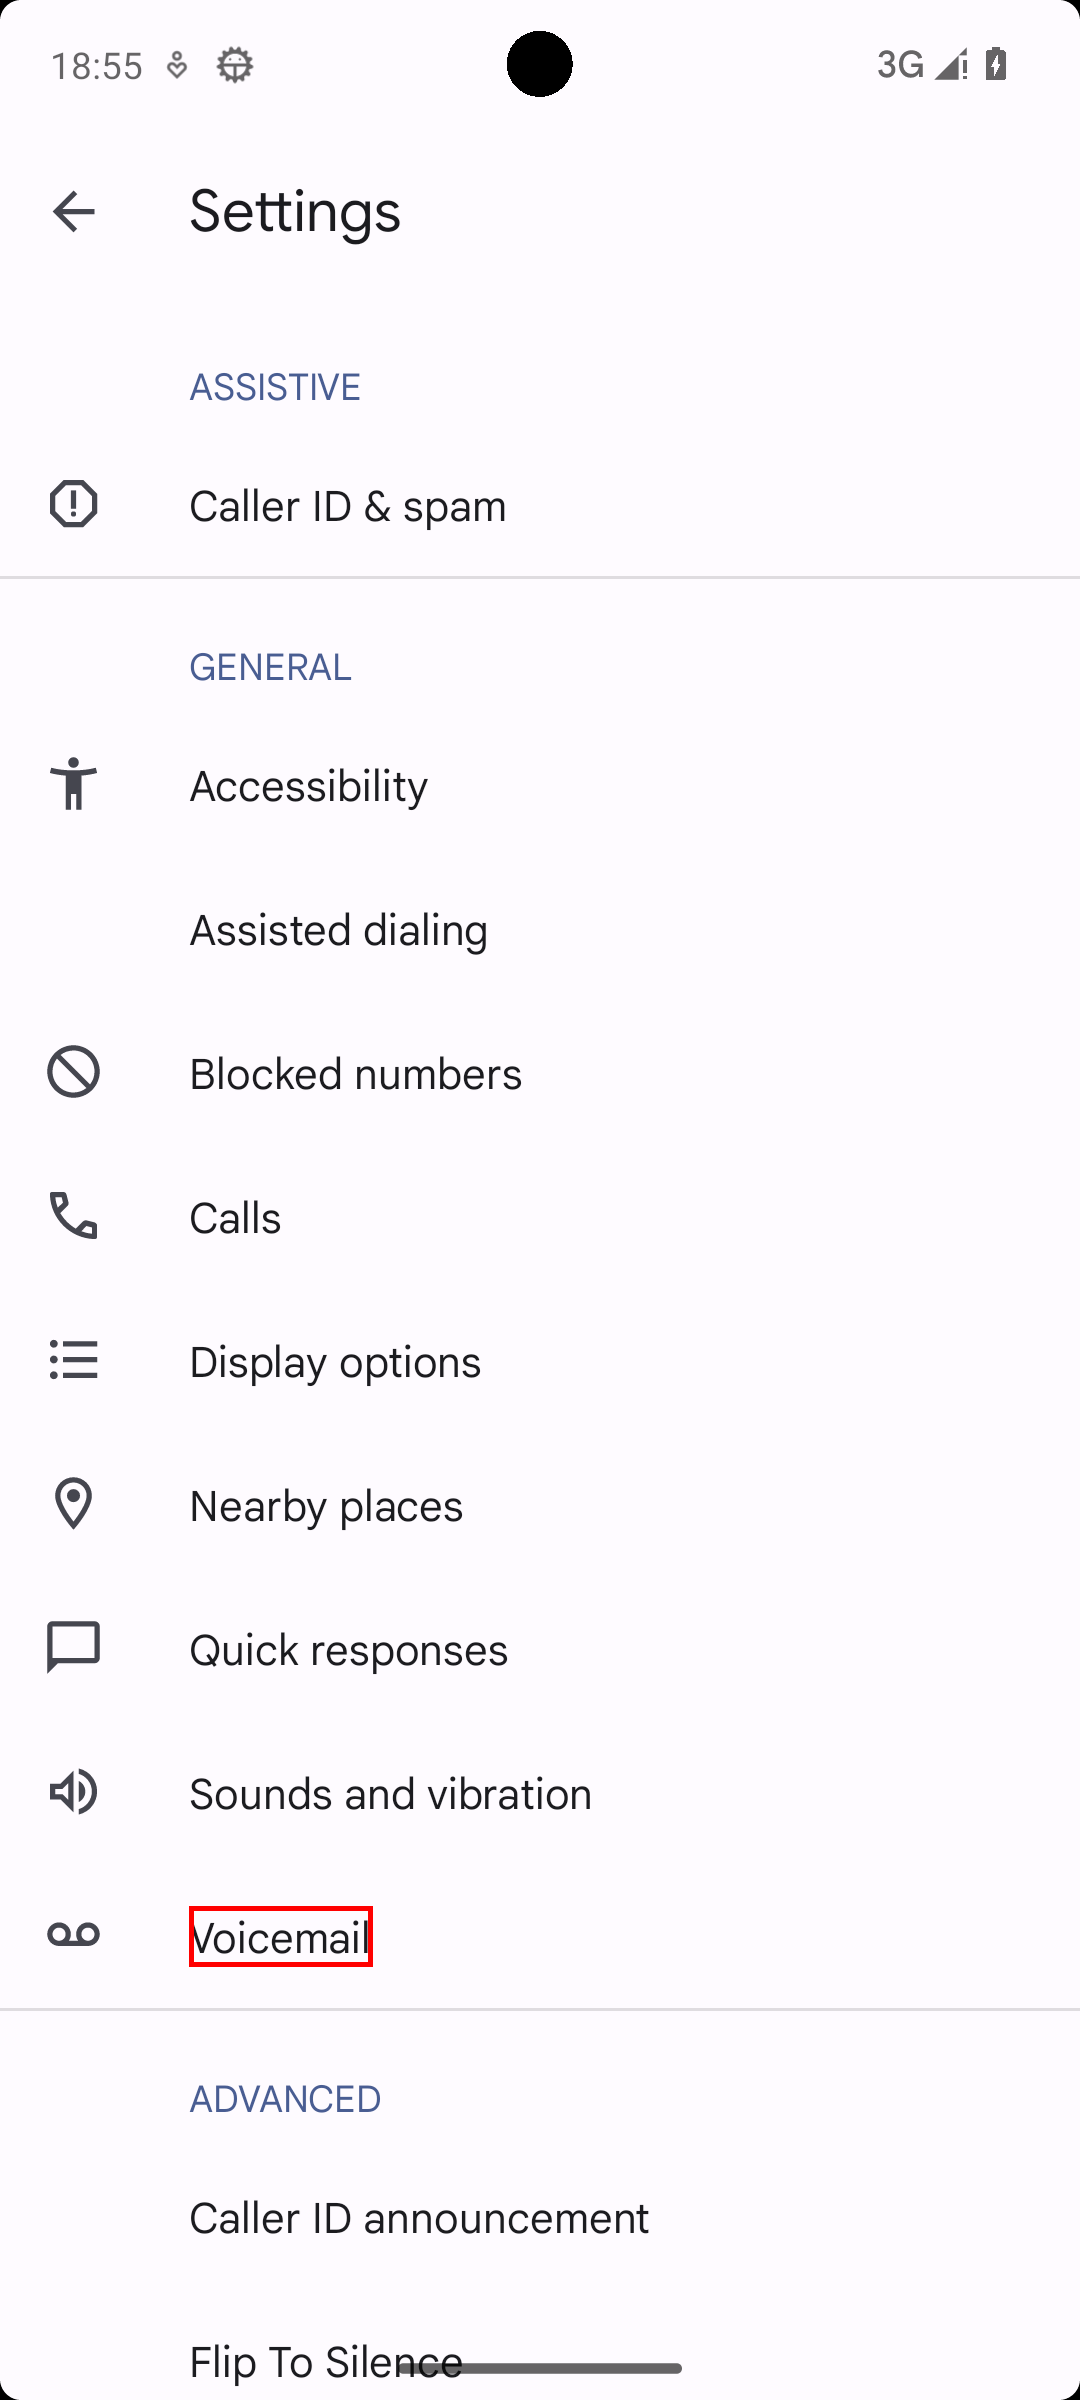 18:55 3G
Settings
ASSISTIVE
Caller ID & spam
GENERAL
Accessibility
Assisted dialing
Blocked numbers
Calls
Display options
Nearby places
Quick responses
Sounds and vibration
Voicemail
ADVANCED
Caller ID announcement
Flip To Silence